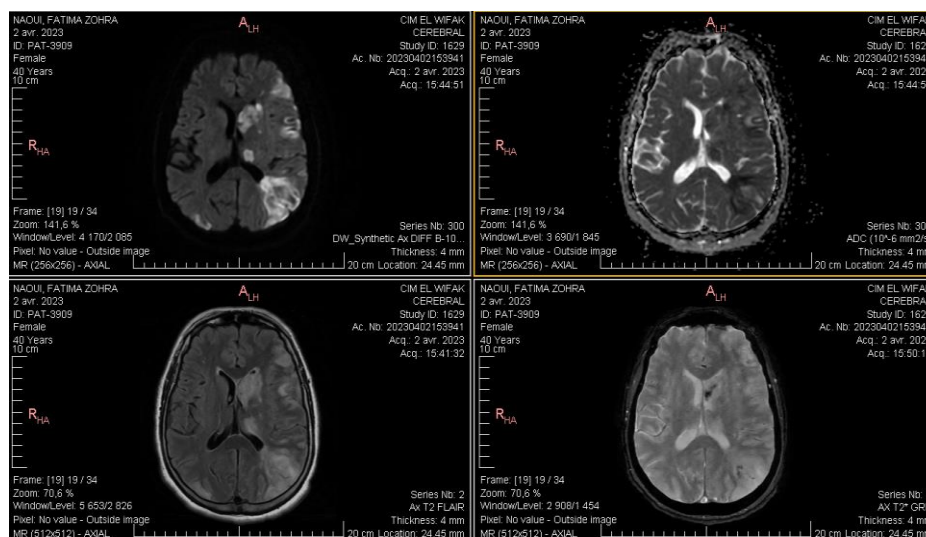 NAOUI, FATIMA ZOHRA
2 avr. 2023
ID: PAT-3909
Female
40 Years
10 cm
A LH
CIM EL WIFAK
CEREBRAL
Study ID: 1629
Ac. Nb: 20230402153941
Acq.: 2 avr. 2023
Acq.: 15:44:51
R HA
Frame: [19] 19 / 34
Zoom: 141,6 %
Window/Level: 4 170/2 085
Pixel: No value - Outside image
MR (256x256) - AXIAL
Series Nb: 300
DW_Synthetic Ax DIFF B-10...
Thickness: 4 mm
20 cm Location: 24.45 mm
NAOUI, FATIMA ZOHRA
2 avr. 2023
ID: PAT-3909
Female
40 Years
10 cm
A LH
CIM EL WIFAK
CEREBRAL
Study ID: 162
Ac. Nb: 2023040215394
Acq.: 2 avr. 202
Acq.: 15:44:5
R HA
Frame: [19] 19 / 34
Zoom: 141,6 %
Window/Level: 3 690/1 845
Pixel: No value - Outside image
MR (256x256) - AXIAL
Series Nb: 30
ADC (10^-6 mm2/s
Thickness: 4 m
20 cm Location: 24.45 m
NAOUI, FATIMA ZOHRA
2 avr. 2023
ID: PAT-3909
Female
40 Years
10 cm
A LH
CIM EL WIFAK
CEREBRAL
Study ID: 1629
Ac. Nb: 20230402153941
Acq.: 2 avr. 2023
Acq.: 15:41:32
R HA
Frame: [19] 19 / 34
Zoom: 70,6 %
Window/Level: 5 653/2 826
Pixel: No value - Outside image
MR (512x512) - AXIAL
Series Nb: 2
Ax T2 FLAIR
Thickness: 4 mm
20 cm Location: 24.45 mm
NAOUI, FATIMA ZOHRA
2 avr. 2023
ID: PAT-3909
Female
40 Years
10 cm
A LH
CIM EL WIFAK
CEREBRAL
Study ID: 162
Ac. Nb: 2023040215394
Acq.: 2 avr. 202
Acq.: 15:50:1
R HA
Frame: [19] 19 / 34
Zoom: 70,6 %
Window/Level: 2 908/1 454
Pixel: No value - Outside image
MR (512x512) - AXIAL
Series Nb:
AX T2* GR
Thickness: 4 m
20 cm Location: 24.45 m